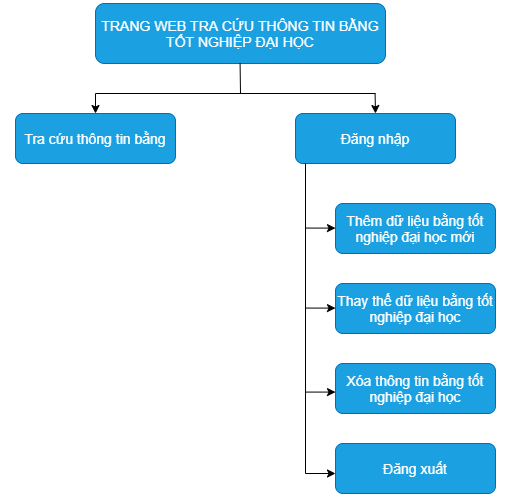 TRANG WEB TRA CỨU THÔNG TIN BẰNG
TỐT NGHIỆP ĐẠI HỌC
Tra cứu thông tin bằng
Đăng nhập
Thêm dữ liệu bằng tốt
nghiệp đại học mới
Thay thế dữ liệu bằng tốt
nghiệp đại học
Xóa thông tin bằng tốt
nghiệp đại học
Đăng xuất